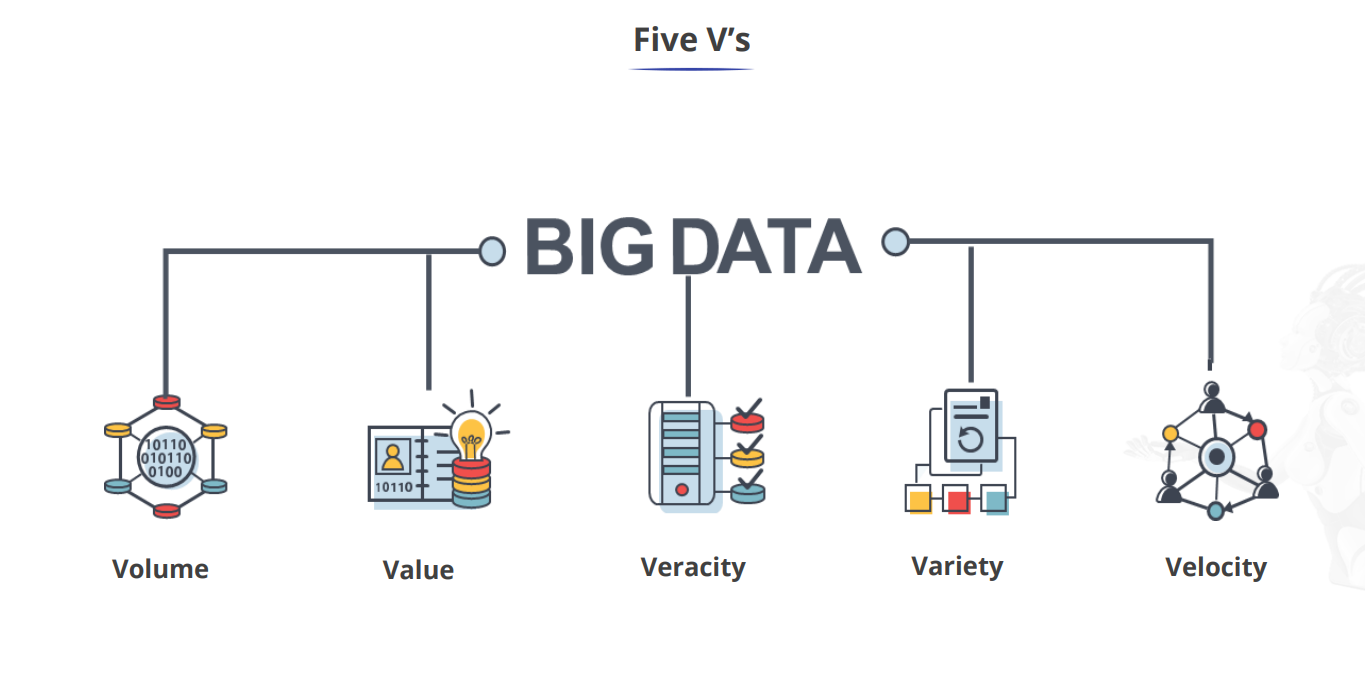 Five V’s
BIG DATA
10110
010110
0100
10110
Volume
Value
Veracity
Variety
Velocity